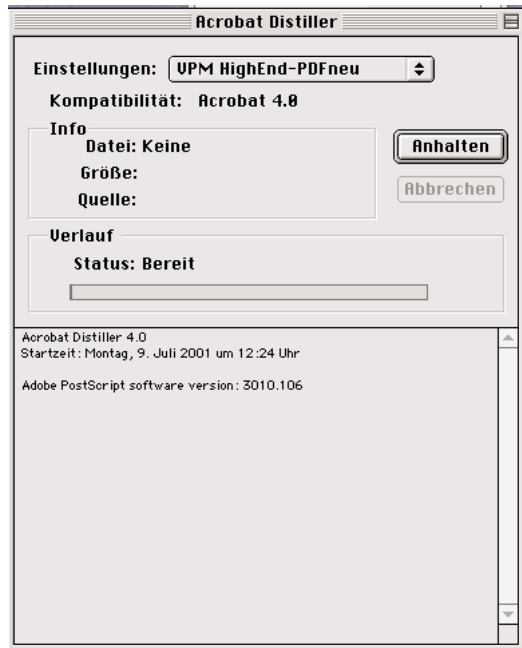 Acrobat Distiller
Einstellungen: VPM HighEnd-PDFneu
Kompatibilität: Acrobat 4.0
Info
Datei: Keine
Größe:
Quelle:
Anhalten
Abbrechen
Verlauf
Status: Bereit
Acrobat Distiller 4.0
Startzeit: Montag, 9. Juli 2001 um 12:24 Uhr
Adobe PostScript software version: 3010.106